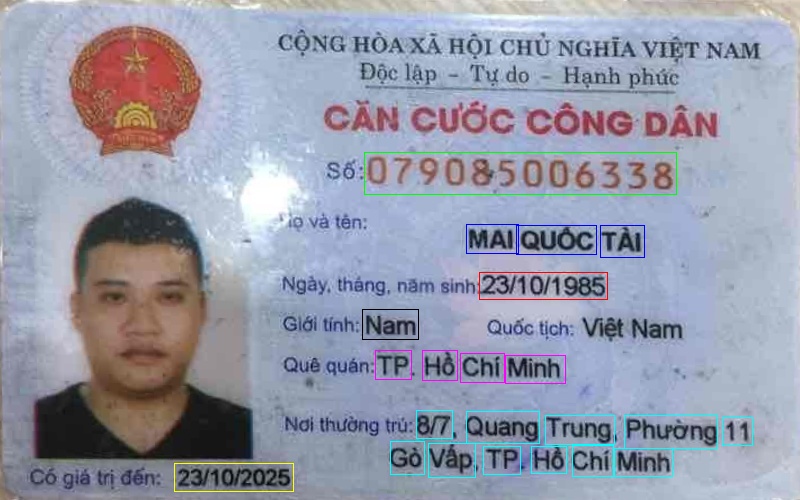 CỘNG HÒA XÃ HỘI CHỦ NGHĨA VIỆT NAM
Độc lập - Tự do - Hạnh phúc
CĂN CƯỚC CÔNG DÂN
Số: 079085006338
Họ và tên:
MAI QUỐC TÀI
Ngày, tháng, năm sinh: 23/10/1985
Giới tính: Nam Quốc tịch: Việt Nam
Quê quán: TP. Hồ Chí Minh
Nơi thường trú: 8/7, Quang Trung, Phường 11
Gò Vấp, TP. Hồ Chí Minh
Có giá trị đến: 23/10/2025